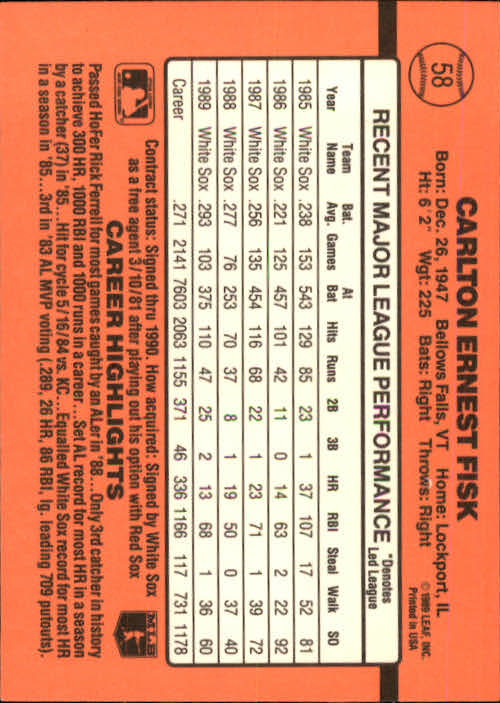 58
CARLTON ERNEST FISK
Born: Dec. 26, 1947 Bellows Falls, VT Home: Lockport, IL
Ht: 6' 2" Wgt: 225 Bats: Right Throws: Right
© 1989 LEAF, INC.
Printed in USA
RECENT MAJOR LEAGUE PERFORMANCE
*Denotes
Led League
Year Team Name Bat. Avg. Games At Bat Hits Runs 2B 3B HR RBI Steal Walk SO
1985 White Sox .238 153 543 129 85 23 1 37 107 17 52 81
1986 White Sox .221 125 457 101 42 11 0 14 63 2 22 92
1987 White Sox .256 135 454 116 68 22 1 23 71 1 39 72
1988 White Sox .277 76 253 70 37 8 1 19 50 0 37 40
1989 White Sox .293 103 375 110 47 25 2 13 68 1 36 60
Career .271 2141 7803 2063 1155 371 46 336 1166 117 731 1178
Contract status: Signed thru 1990. How acquired: Signed by White Sox
as a free agent 3/10/81 after playing out his option with Red Sox
CAREER HIGHLIGHTS
MLB
Passed HoFer Rick Ferrell for most games caught by an ALer in '88...Only 3rd catcher in history
to achieve 300 HR, 1000 RBI and 1000 runs in a career...Set AL record for most HR in a season
by a catcher (37) in '85...Hit for cycle 5/16/84 vs. KC...Equalled White Sox record for most HR
in a season in '85...3rd in '83 AL MVP voting (.289, 26 HR, 86 RBI, lg. leading 709 putouts).